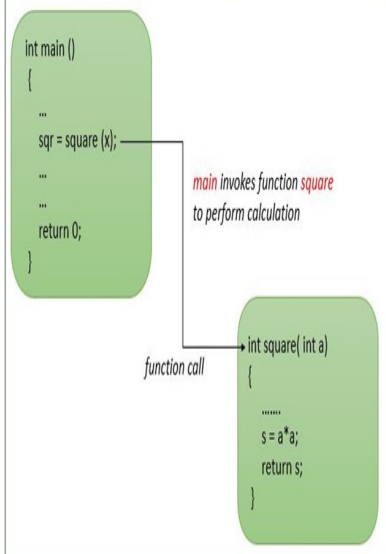 int main ()
{
...
sqr = square (x);
...
...
return 0;
}
main invokes function square
to perform calculation
function call
int square( int a)
{
.......
s = a*a;
return s;
}